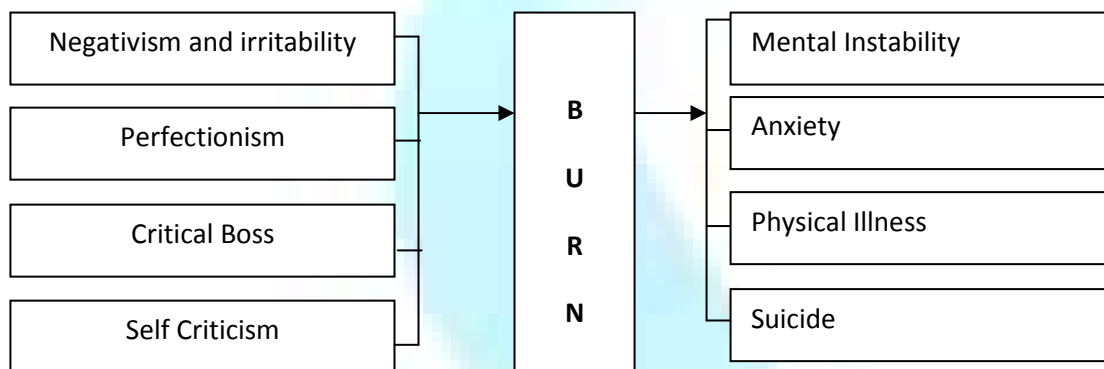 Negativism and irritability
Perfectionism
Critical Boss
Self Criticism
B
U
R
N
Mental Instability
Anxiety
Physical Illness
Suicide